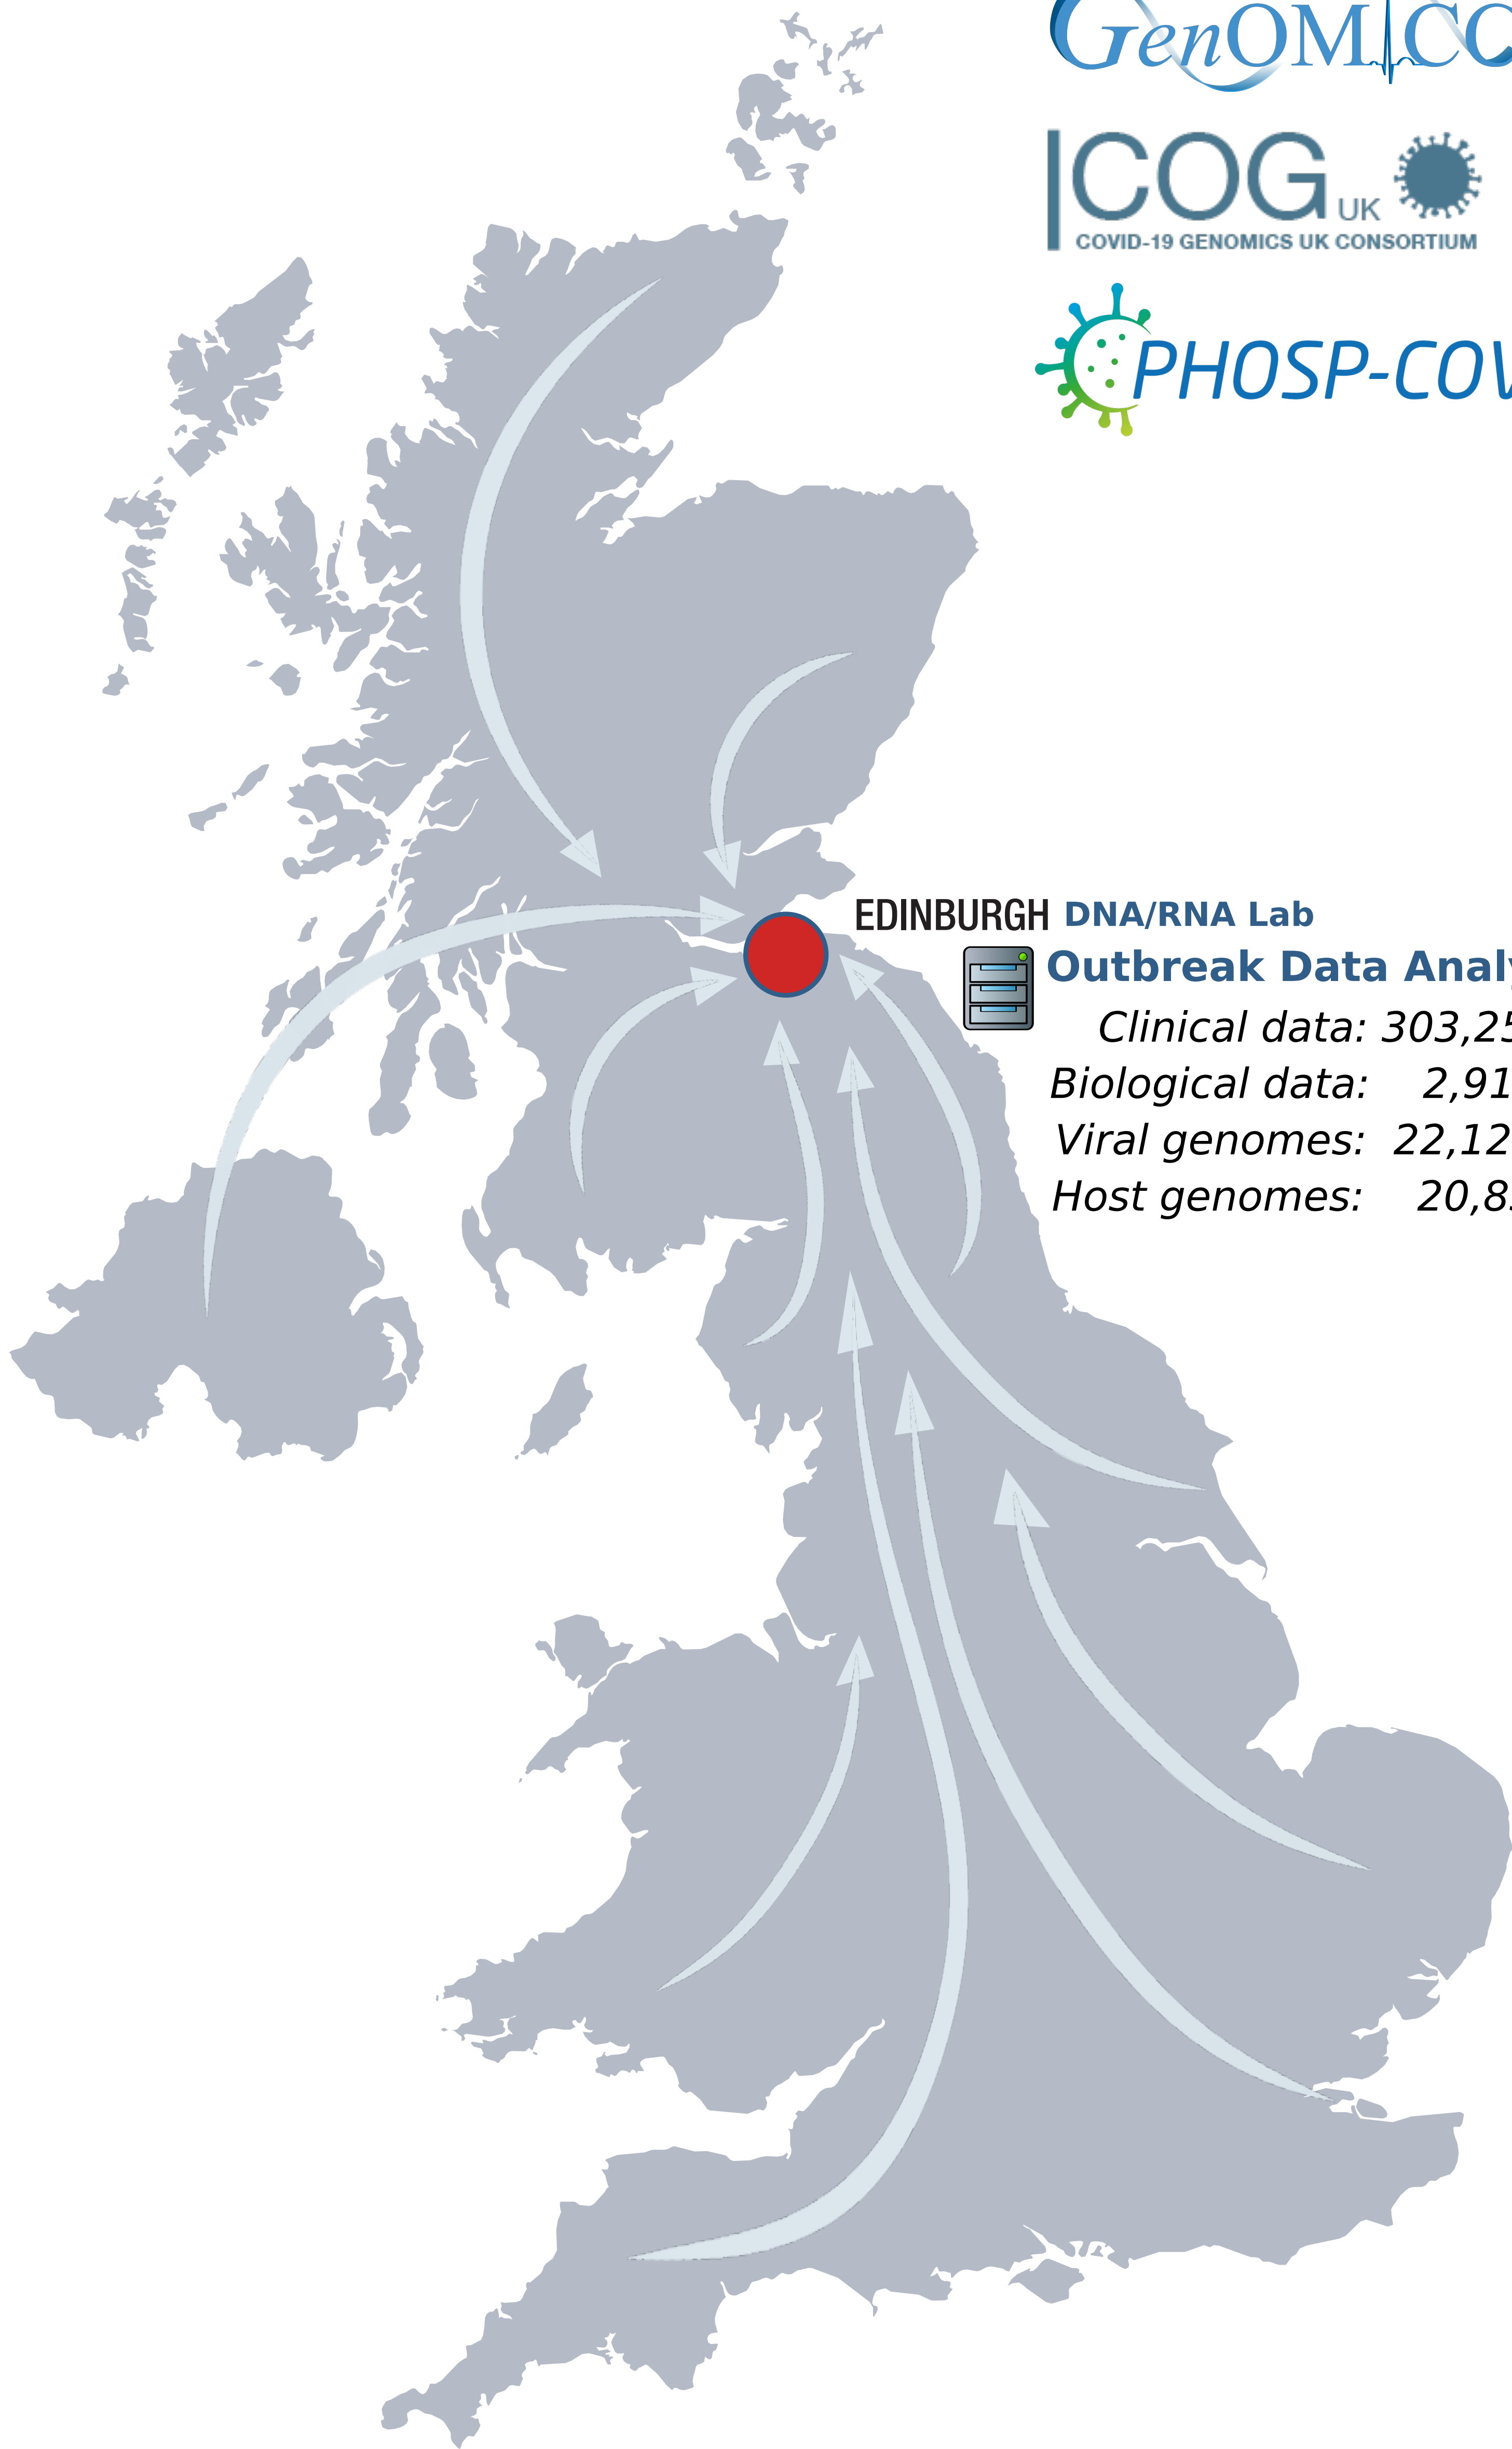 GenOMICC
COG UK
COVID-19 GENOMICS UK CONSORTIUM
PHOSP-COV
EDINBURGH DNA/RNA Lab
Outbreak Data Analy
Clinical data: 303,25
Biological data: 2,91
Viral genomes: 22,12
Host genomes: 20,8